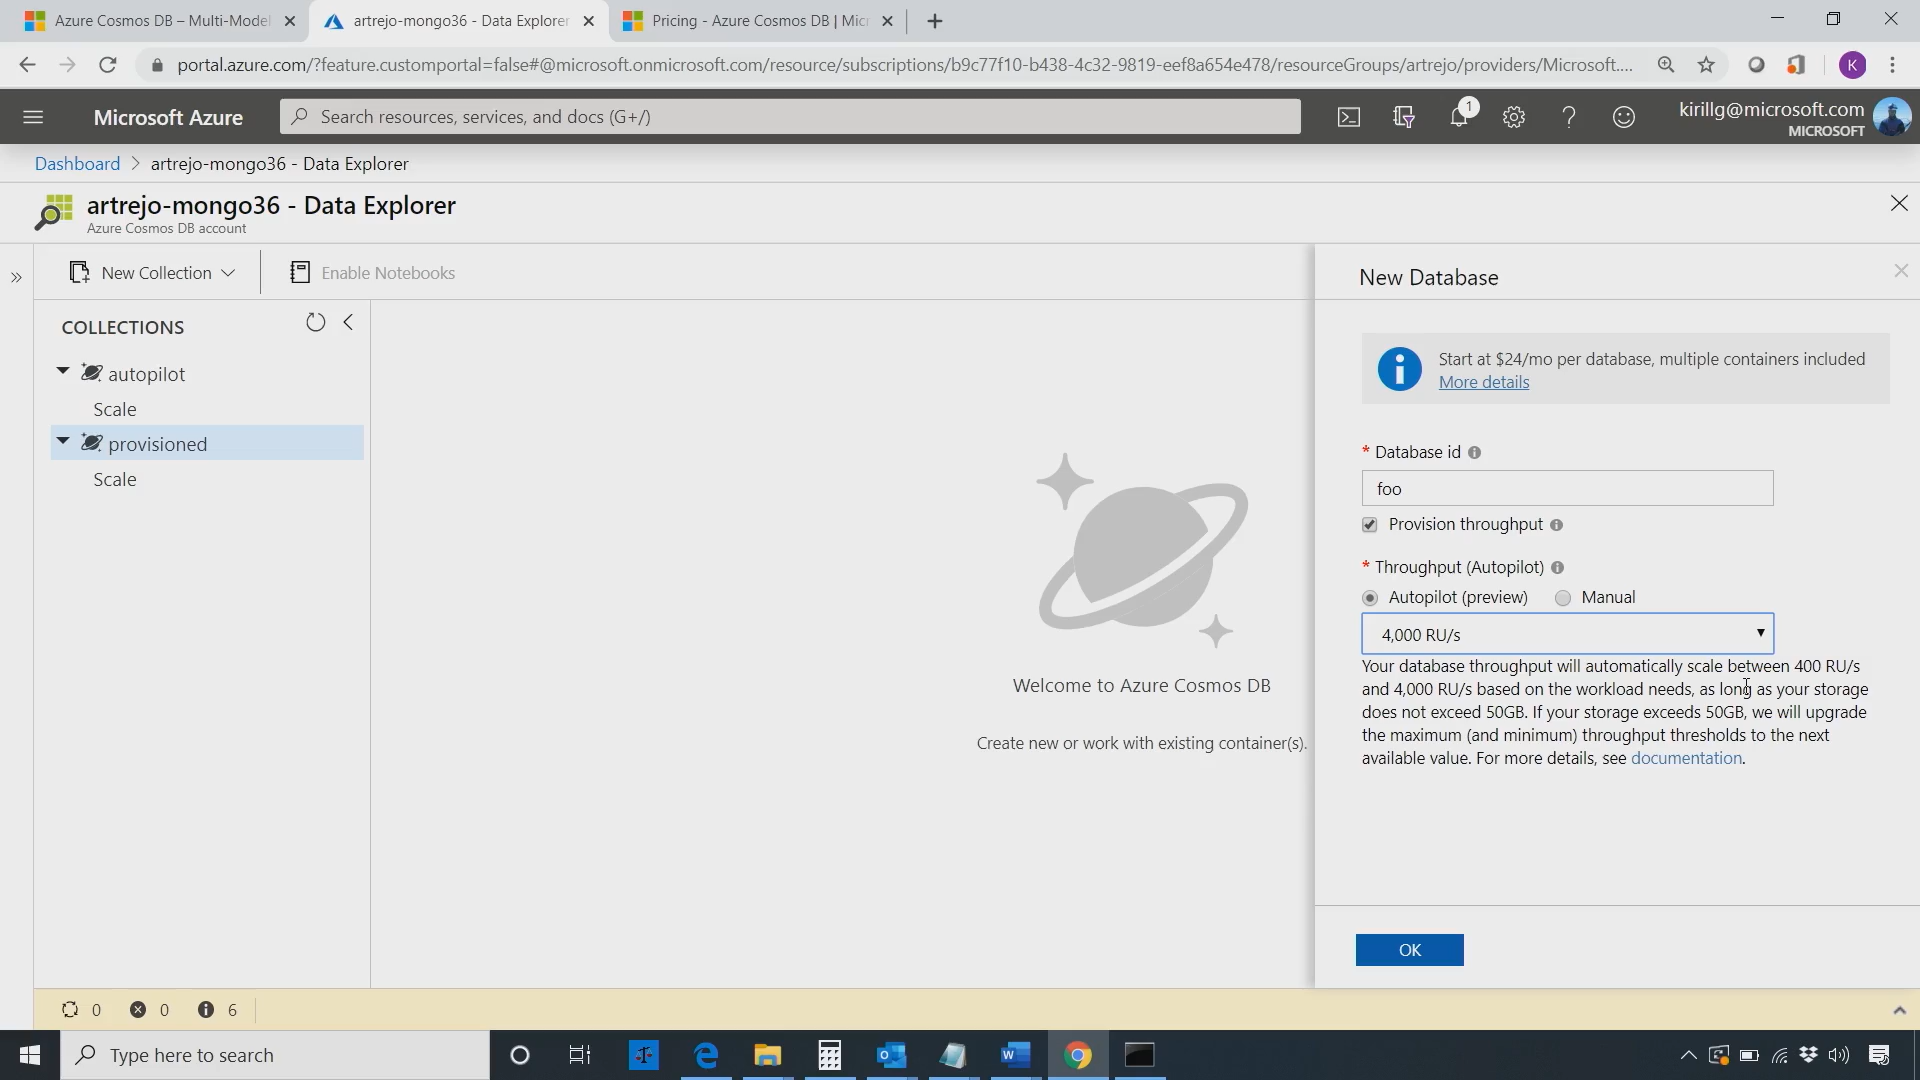 Azure Cosmos DB – Multi-Model
artrejo-mongo36 - Data Explorer
Pricing - Azure Cosmos DB | Micr
portal.azure.com/?feature.customportal=false#@microsoft.onmicrosoft.com/resource/subscriptions/b9c77f10-b438-4c32-9819-eef8a654e478/resourceGroups/artrejo/providers/Microsoft....
K
Microsoft Azure
Search resources, services, and docs (G+/)
1
kirillg@microsoft.com
MICROSOFT
Dashboard > artrejo-mongo36 - Data Explorer
artrejo-mongo36 - Data Explorer
Azure Cosmos DB account
New Collection
Enable Notebooks
COLLECTIONS
autopilot
Scale
provisioned
Scale
Welcome to Azure Cosmos DB
Create new or work with existing container(s).
New Database
Start at $24/mo per database, multiple containers included
More details
* Database id
foo
Provision throughput
* Throughput (Autopilot)
Autopilot (preview)
Manual
4,000 RU/s
Your database throughput will automatically scale between 400 RU/s
and 4,000 RU/s based on the workload needs, as long as your storage
does not exceed 50GB. If your storage exceeds 50GB, we will upgrade
the maximum (and minimum) throughput thresholds to the next
available value. For more details, see documentation.
OK
0
0
6
Type here to search